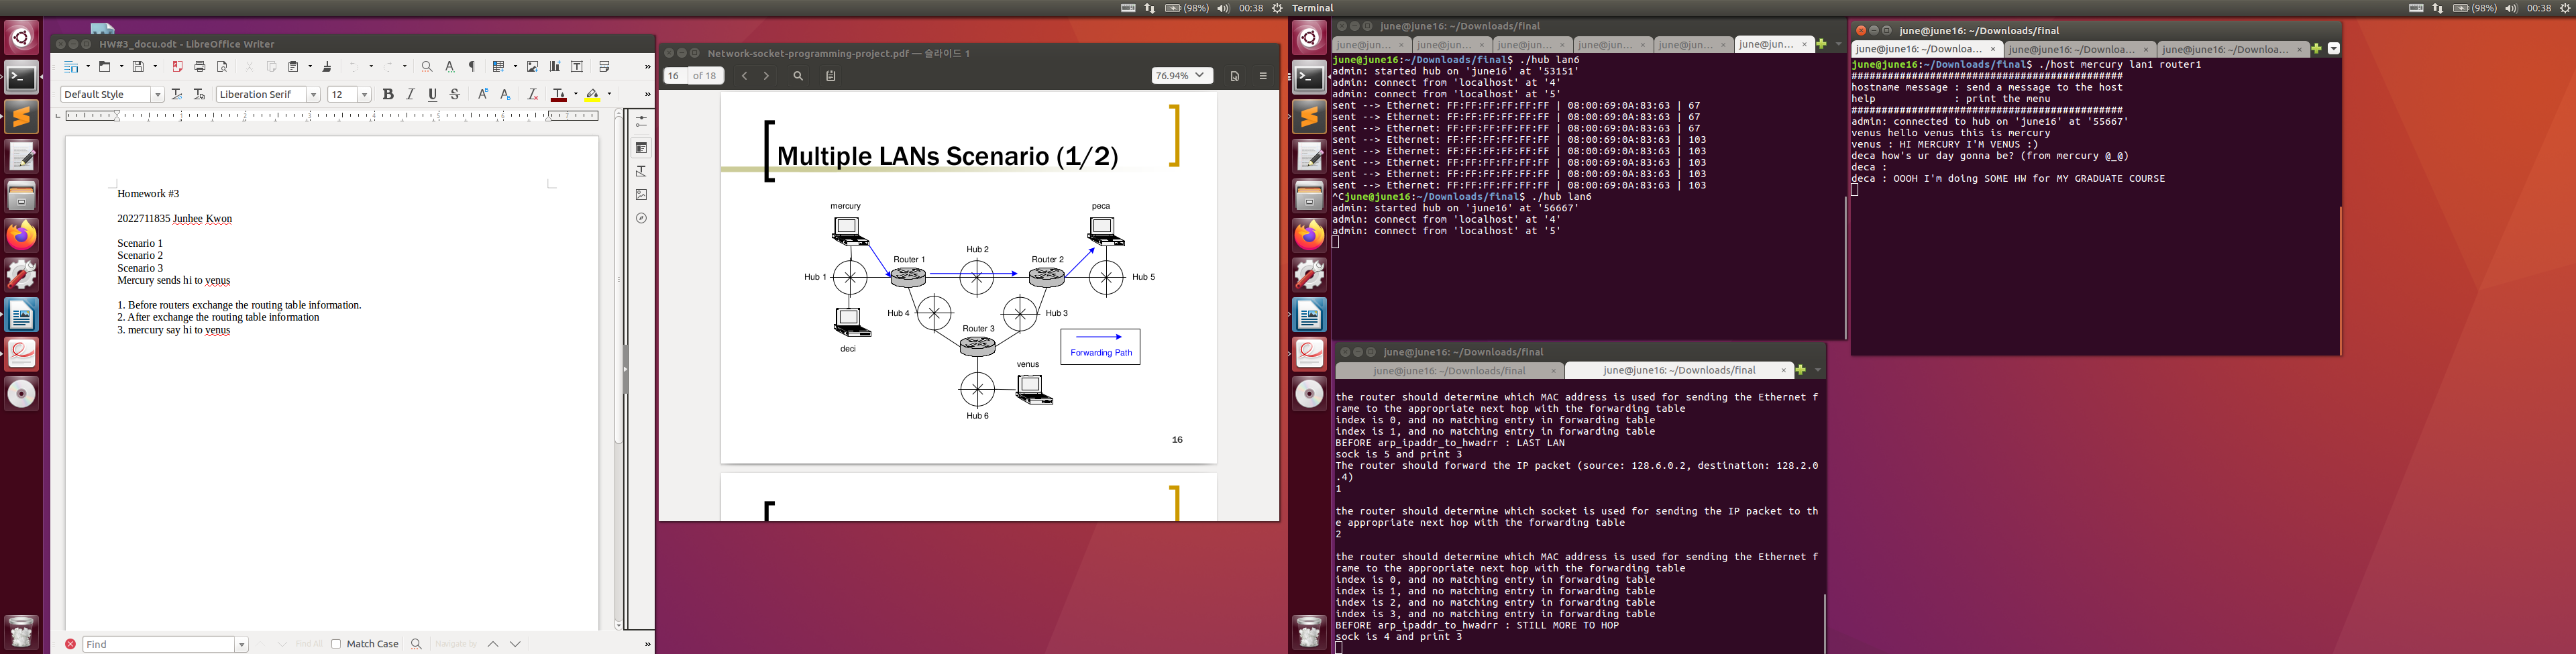 (98%) 00:38
Terminal
(98%) 00:38
HW#3_docu.odt - LibreOffice Writer
Default Style
Liberation Serif
12
Homework #3
2022711835 Junhee Kwon
Scenario 1
Scenario 2
Scenario 3
Mercury sends hi to venus
1. Before routers exchange the routing table information.
2. After exchange the routing table information
3. mercury say hi to venus
Find
Find All
Match Case
Navigate by
Network-socket-programming-project.pdf — 슬라이드 1
16 of 18
76.94%
Multiple LANs Scenario (1/2)
mercury
peca
Hub 2
Router 1
Router 2
Hub 1
Hub 5
Hub 4
Hub 3
Router 3
deci
Forwarding Path
venus
Hub 6
16
june@june16: ~/Downloads/final
june@jun... × june@jun... × june@jun... × june@jun... × june@jun... × june@jun... ×
june@june16:~/Downloads/final$ ./hub lan6
admin: started hub on 'june16' at '53151'
admin: connect from 'localhost' at '4'
admin: connect from 'localhost' at '5'
sent --> Ethernet: FF:FF:FF:FF:FF:FF | 08:00:69:0A:83:63 | 67
sent --> Ethernet: FF:FF:FF:FF:FF:FF | 08:00:69:0A:83:63 | 67
sent --> Ethernet: FF:FF:FF:FF:FF:FF | 08:00:69:0A:83:63 | 67
sent --> Ethernet: FF:FF:FF:FF:FF:FF | 08:00:69:0A:83:63 | 103
sent --> Ethernet: FF:FF:FF:FF:FF:FF | 08:00:69:0A:83:63 | 103
sent --> Ethernet: FF:FF:FF:FF:FF:FF | 08:00:69:0A:83:63 | 103
sent --> Ethernet: FF:FF:FF:FF:FF:FF | 08:00:69:0A:83:63 | 103
sent --> Ethernet: FF:FF:FF:FF:FF:FF | 08:00:69:0A:83:63 | 103
^Cjune@june16:~/Downloads/final$ ./hub lan6
admin: started hub on 'june16' at '56667'
admin: connect from 'localhost' at '4'
admin: connect from 'localhost' at '5'
june@june16: ~/Downloads/final
june@june16: ~/Downloads/final × june@june16: ~/Downloads/final ×
the router should determine which MAC address is used for sending the Ethernet f
rame to the appropriate next hop with the forwarding table
index is 0, and no matching entry in forwarding table
index is 1, and no matching entry in forwarding table
BEFORE arp_ipaddr_to_hwadrr : LAST LAN
sock is 5 and print 3
The router should forward the IP packet (source: 128.6.0.2, destination: 128.2.0
.4)
1
the router should determine which socket is used for sending the IP packet to th
e appropriate next hop with the forwarding table
2
the router should determine which MAC address is used for sending the Ethernet f
rame to the appropriate next hop with the forwarding table
index is 0, and no matching entry in forwarding table
index is 1, and no matching entry in forwarding table
index is 2, and no matching entry in forwarding table
index is 3, and no matching entry in forwarding table
BEFORE arp_ipaddr_to_hwadrr : STILL MORE TO HOP
sock is 4 and print 3
june@june16: ~/Downloads/final
june@june16: ~/Downloa... × june@june16: ~/Downloa... × june@june16: ~/Downloa... ×
june@june16:~/Downloads/final$ ./host mercury lan1 router1
#############################################
hostname message : send a message to the host
help : print the menu
#############################################
admin: connected to hub on 'june16' at '55667'
venus hello venus this is mercury
venus : HI MERCURY I'M VENUS :)
deca how's ur day gonna be? (from mercury @_@)
deca :
deca : OOOH I'm doing SOME HW for MY GRADUATE COURSE